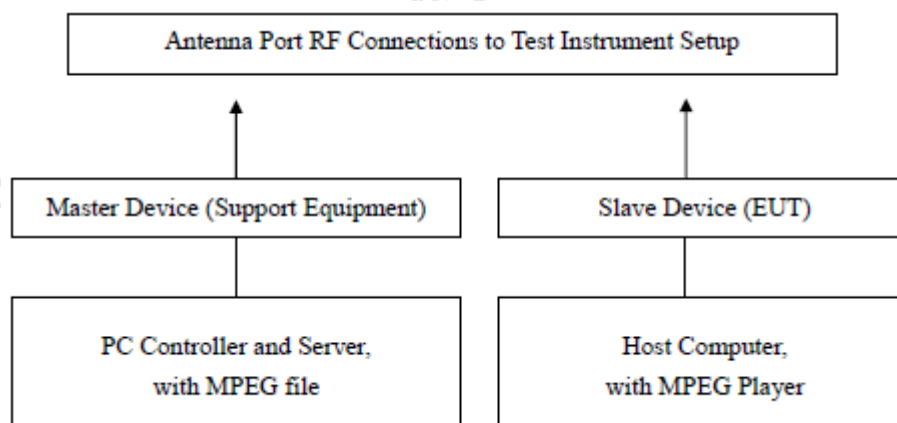 Antenna Port RF Connections to Test Instrument Setup
Master Device (Support Equipment)
Slave Device (EUT)
PC Controller and Server,
with MPEG file
Host Computer,
with MPEG Player